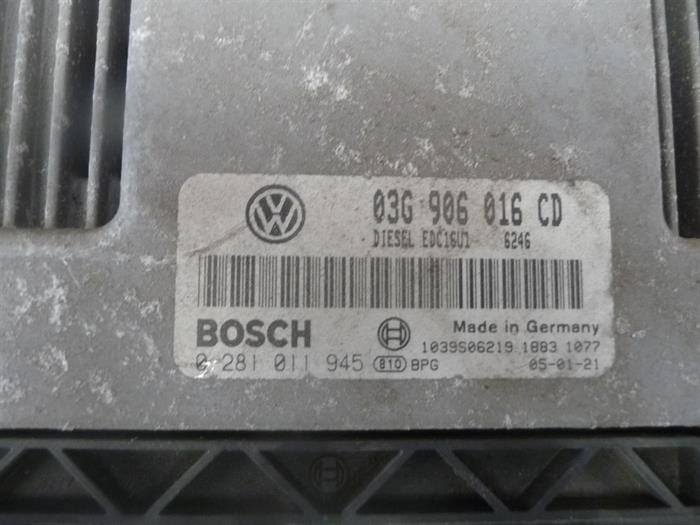 03G 906 016 CD
DIESEL EDC16U1 6246
BOSCH
Made in Germany
1039S06219 1883 1077
0 281 011 945 810 BPG 05-01-21